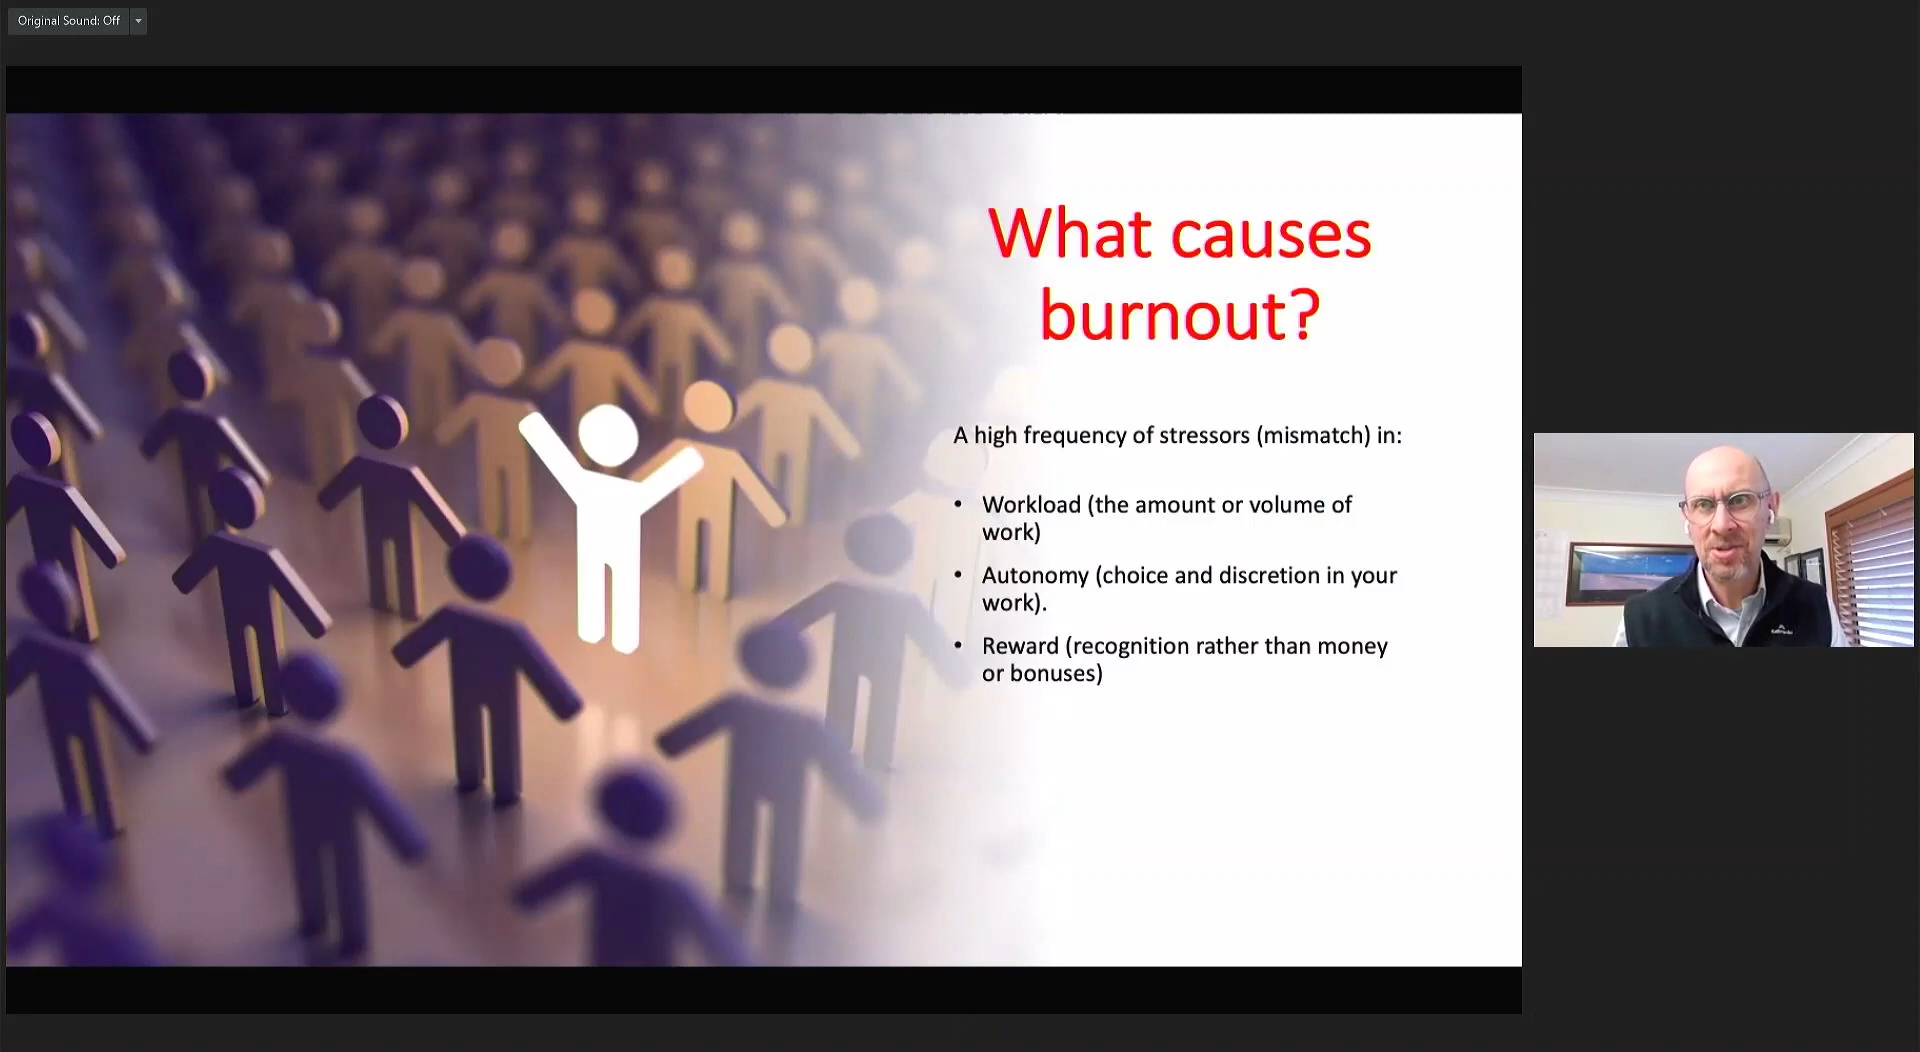 Original Sound: Off
What causes
burnout?
A high frequency of stressors (mismatch) in:
• Workload (the amount or volume of
work)
• Autonomy (choice and discretion in your
work).
• Reward (recognition rather than money
or bonuses)